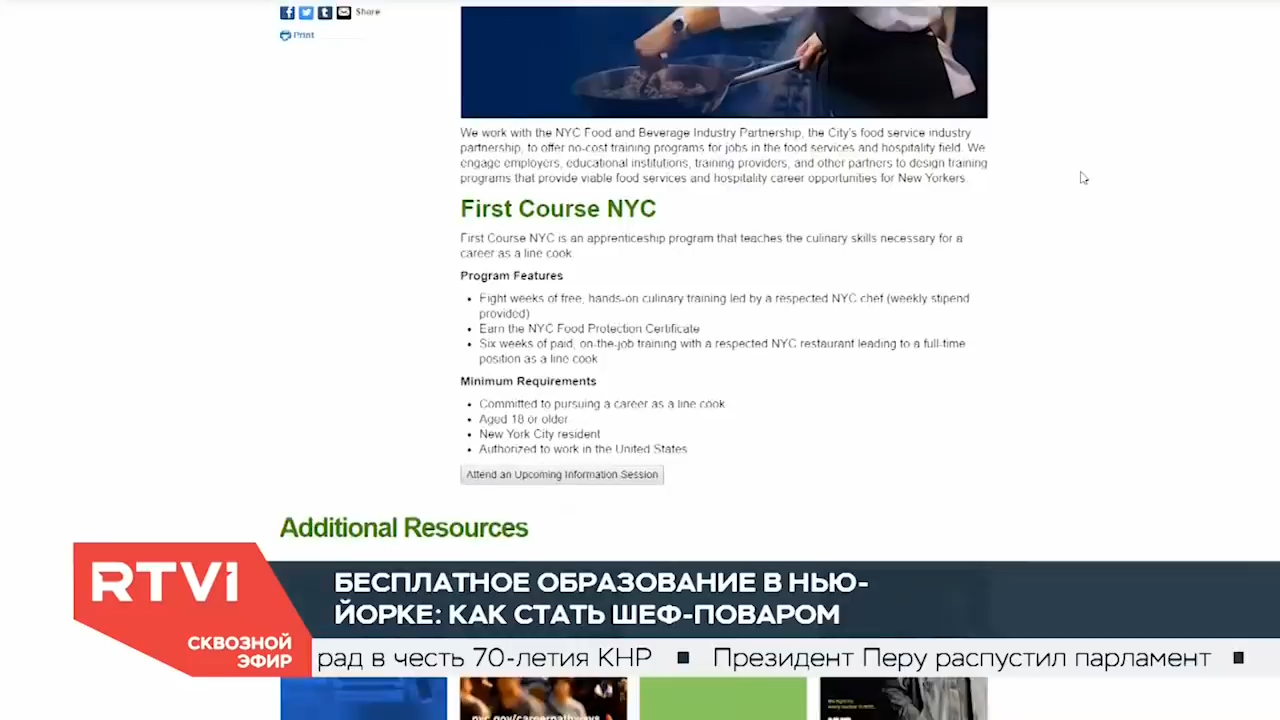 Share
Print
We work with the NYC Food and Beverage Industry Partnership, the City's food service industry
partnership, to offer no-cost training programs for jobs in the food services and hospitality field. We
engage employers, educational institutions, training providers, and other partners to design training
programs that provide viable food services and hospitality career opportunities for New Yorkers.
First Course NYC
First Course NYC is an apprenticeship program that teaches the culinary skills necessary for a
career as a line cook.
Program Features
Eight weeks of free, hands-on culinary training led by a respected NYC chef (weekly stipend
provided)
Earn the NYC Food Protection Certificate
Six weeks of paid, on-the-job training with a respected NYC restaurant leading to a full-time
position as a line cook
Minimum Requirements
Committed to pursuing a career as a line cook
Aged 18 or older
New York City resident
Authorized to work in the United States
Attend an Upcoming Information Session
Additional Resources
RTVi
СКВОЗНОЙ
ЭФИР
БЕСПЛАТНОЕ ОБРАЗОВАНИЕ В НЬЮ-
ЙОРКЕ: КАК СТАТЬ ШЕФ-ПОВАРОМ
рад в честь 70-летия КНР ■ Президент Перу распустил парламент ■
nyc.gov/careerpathways